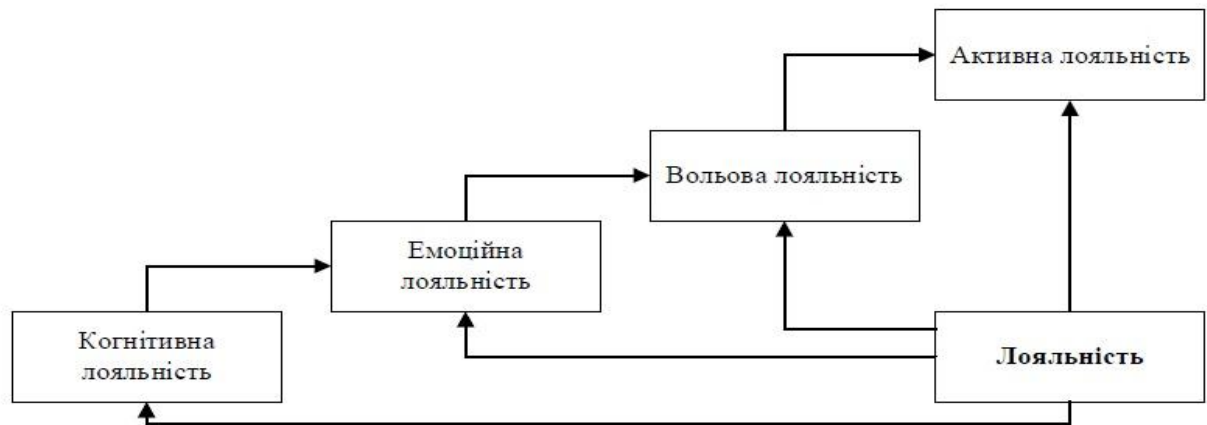 Активна лояльність
Вольова лояльність
Емоційна
лояльність
Когнітивна
лояльність
Лояльність